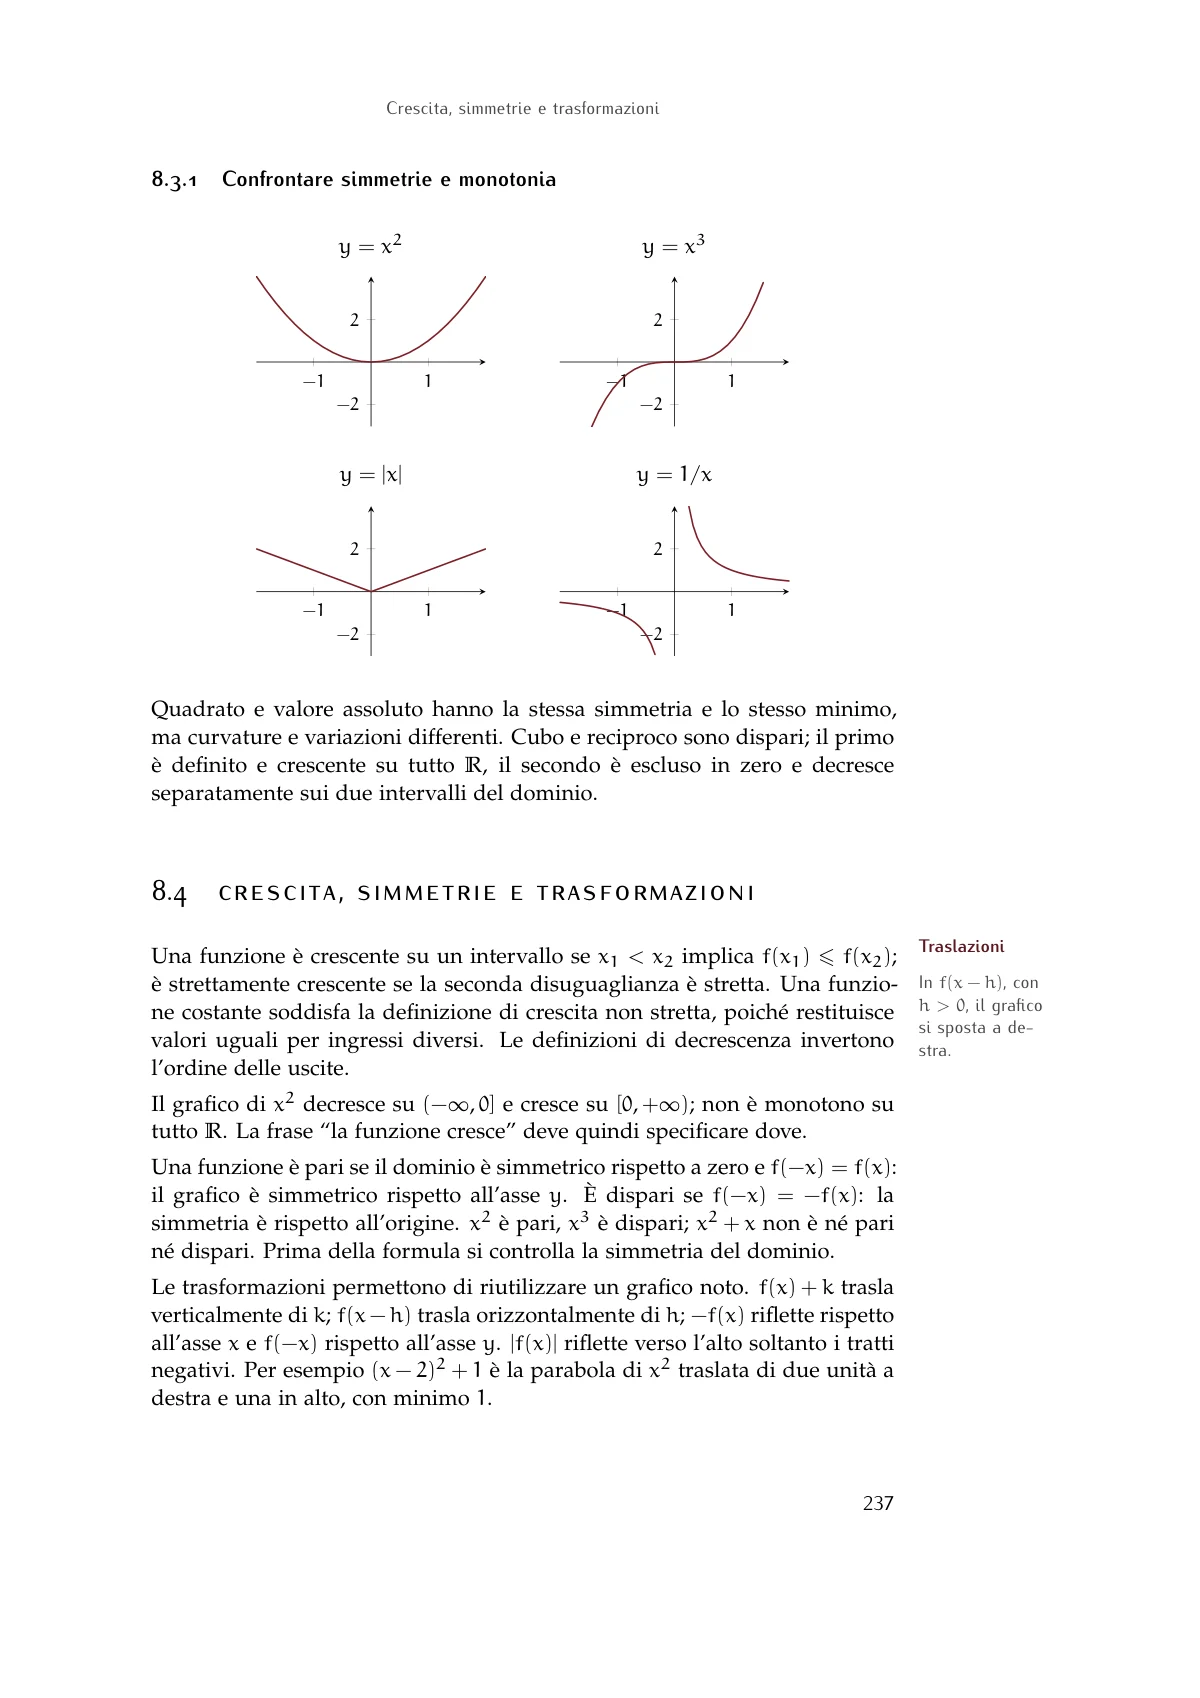 Crescita, simmetrie e trasformazioni
8.3.1 Confrontare simmetrie e monotonia
y = x²
y = x³
2
−1
1
−2
2
−1
1
−2
y = |x|
y = 1/x
2
−1
1
−2
2
−1
1
−2
Quadrato e valore assoluto hanno la stessa simmetria e lo stesso minimo,
ma curvature e variazioni differenti. Cubo e reciproco sono dispari; il primo
è definito e crescente su tutto ℝ, il secondo è escluso in zero e decresce
separatamente sui due intervalli del dominio.
8.4 CRESCITA, SIMMETRIE E TRASFORMAZIONI
Una funzione è crescente su un intervallo se x₁ < x₂ implica f(x₁) ⩽ f(x₂);
è strettamente crescente se la seconda disuguaglianza è stretta. Una funzio-
ne costante soddisfa la definizione di crescita non stretta, poiché restituisce
valori uguali per ingressi diversi. Le definizioni di decrescenza invertono
l'ordine delle uscite.
Traslazioni
In f(x − h), con
h > 0, il grafico
si sposta a de-
stra.
Il grafico di x² decresce su (−∞, 0] e cresce su [0, +∞); non è monotono su
tutto ℝ. La frase “la funzione cresce” deve quindi specificare dove.
Una funzione è pari se il dominio è simmetrico rispetto a zero e f(−x) = f(x):
il grafico è simmetrico rispetto all'asse y. È dispari se f(−x) = −f(x): la
simmetria è rispetto all'origine. x² è pari, x³ è dispari; x² + x non è né pari
né dispari. Prima della formula si controlla la simmetria del dominio.
Le trasformazioni permettono di riutilizzare un grafico noto. f(x) + k trasla
verticalmente di k; f(x − h) trasla orizzontalmente di h; −f(x) riflette rispetto
all'asse x e f(−x) rispetto all'asse y. |f(x)| riflette verso l'alto soltanto i tratti
negativi. Per esempio (x − 2)² + 1 è la parabola di x² traslata di due unità a
destra e una in alto, con minimo 1.
237